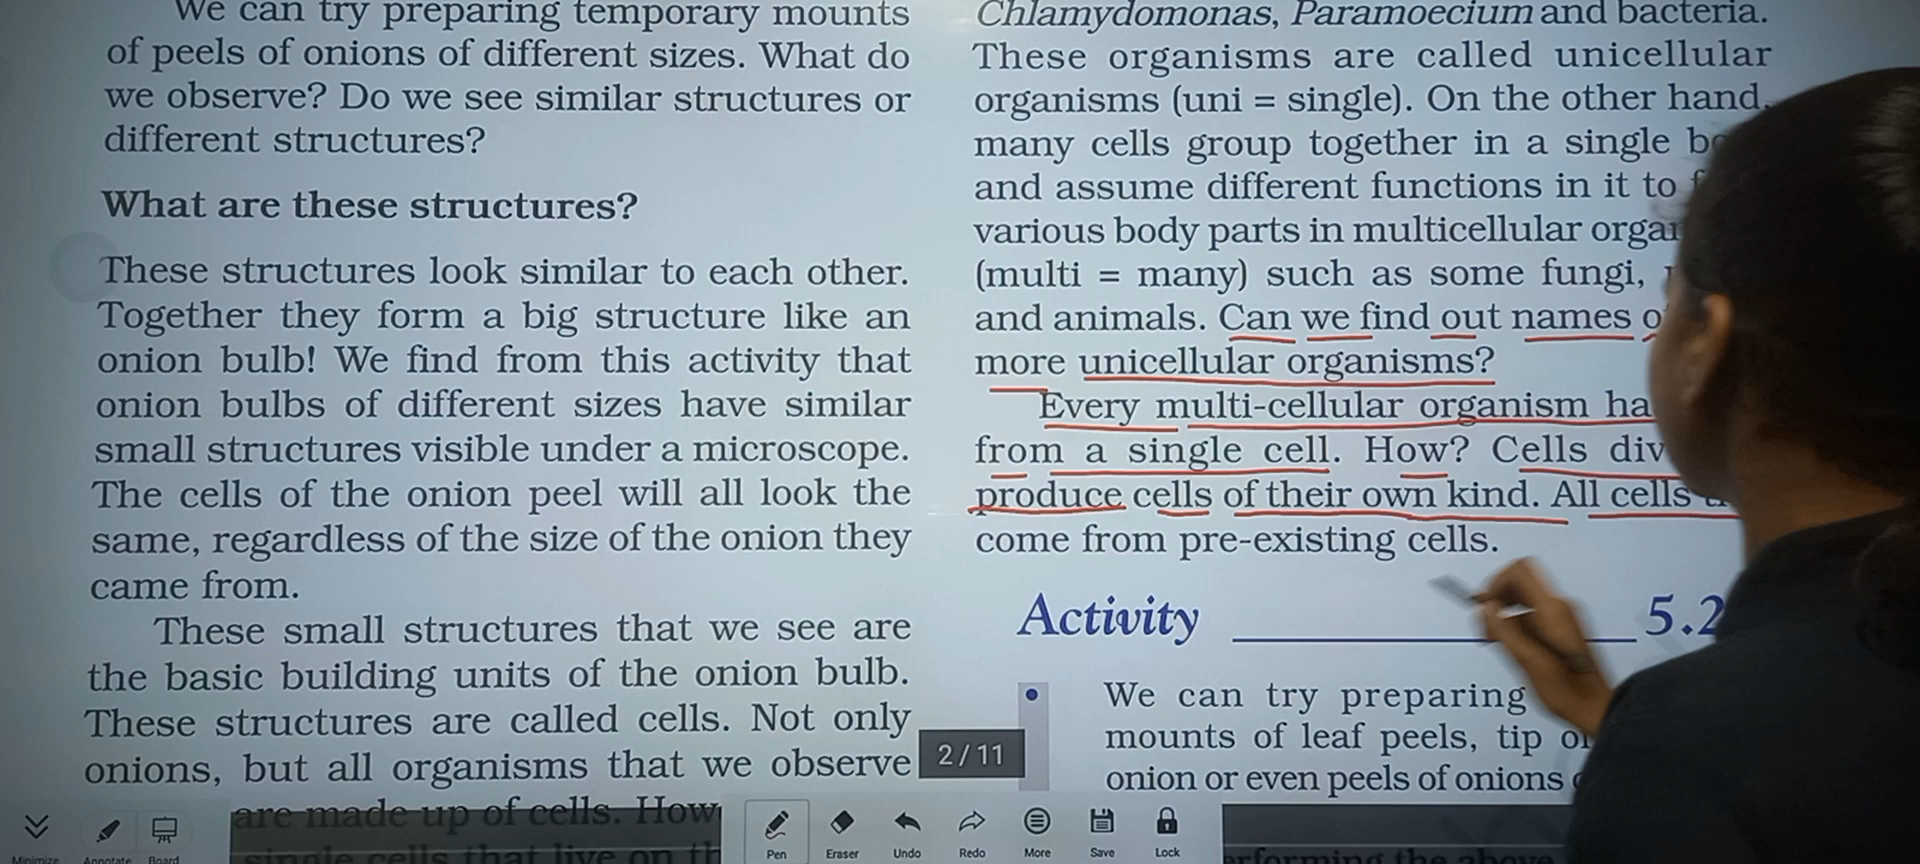 We can try preparing temporary mounts
of peels of onions of different sizes. What do
we observe? Do we see similar structures or
different structures?
What are these structures?
These structures look similar to each other.
Together they form a big structure like an
onion bulb! We find from this activity that
onion bulbs of different sizes have similar
small structures visible under a microscope.
The cells of the onion peel will all look the
same, regardless of the size of the onion they
came from.
These small structures that we see are
the basic building units of the onion bulb.
These structures are called cells. Not only
onions, but all organisms that we observe
are made up of cells. How
single cells that live on
Chlamydomonas, Paramoecium and bacteria.
These organisms are called unicellular
organisms (uni = single). On the other hand,
many cells group together in a single
and assume different functions in it to
various body parts in multicellular
(multi = many) such as some fungi,
and animals. Can we find out names
more unicellular organisms?
Every multi-cellular organism
from a single cell. How? Cells
produce cells of their own kind. All cells
come from pre-existing cells.
Activity 5.2
We can try preparing
mounts of leaf peels, tip
onion or even peels of onions
performing the above
2 / 11
Minimize
Annotate
Board
Pen
Eraser
Undo
Redo
More
Save
Lock